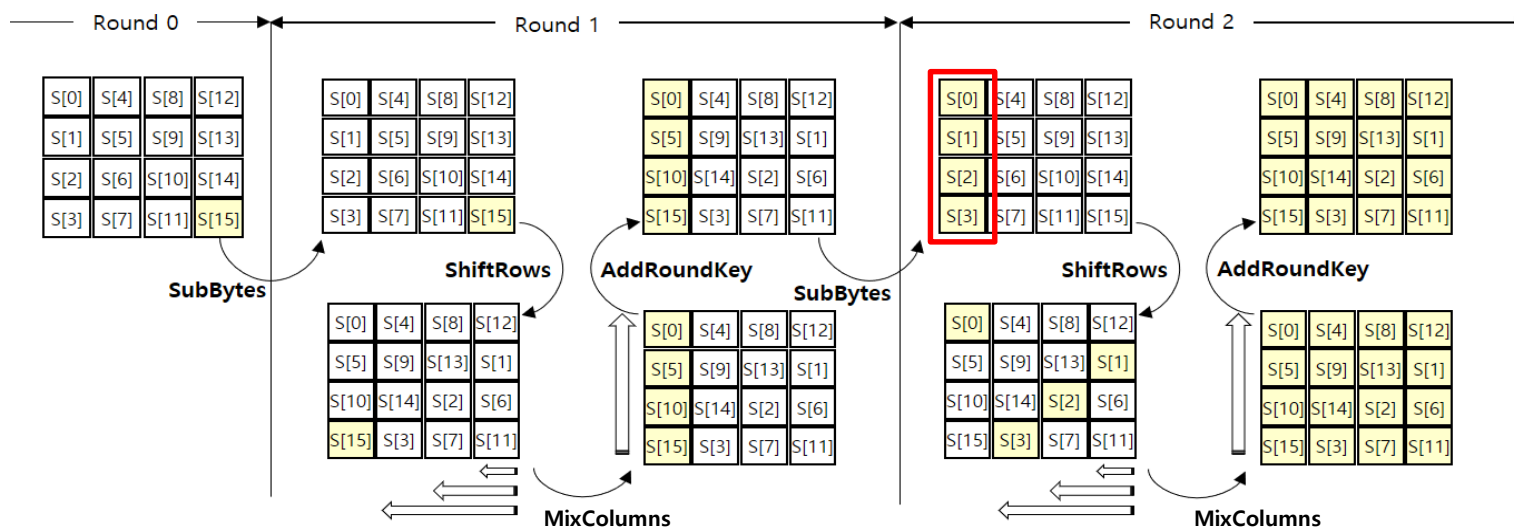 Round 0
Round 1
Round 2
S[0] S[4] S[8] S[12]
S[1] S[5] S[9] S[13]
S[2] S[6] S[10] S[14]
S[3] S[7] S[11] S[15]
SubBytes
S[0] S[4] S[8] S[12]
S[1] S[5] S[9] S[13]
S[2] S[6] S[10] S[14]
S[3] S[7] S[11] S[15]
ShiftRows
S[0] S[4] S[8] S[12]
S[5] S[9] S[13] S[1]
S[10] S[14] S[2] S[6]
S[15] S[3] S[7] S[11]
MixColumns
S[0] S[4] S[8] S[12]
S[5] S[9] S[13] S[1]
S[10] S[14] S[2] S[6]
S[15] S[3] S[7] S[11]
AddRoundKey
S[0] S[4] S[8] S[12]
S[5] S[9] S[13] S[1]
S[10] S[14] S[2] S[6]
S[15] S[3] S[7] S[11]
SubBytes
S[0] S[4] S[8] S[12]
S[1] S[5] S[9] S[13]
S[2] S[6] S[10] S[14]
S[3] S[7] S[11] S[15]
ShiftRows
S[0] S[4] S[8] S[12]
S[5] S[9] S[13] S[1]
S[10] S[14] S[2] S[6]
S[15] S[3] S[7] S[11]
MixColumns
S[0] S[4] S[8] S[12]
S[5] S[9] S[13] S[1]
S[10] S[14] S[2] S[6]
S[15] S[3] S[7] S[11]
AddRoundKey
S[0] S[4] S[8] S[12]
S[5] S[9] S[13] S[1]
S[10] S[14] S[2] S[6]
S[15] S[3] S[7] S[11]